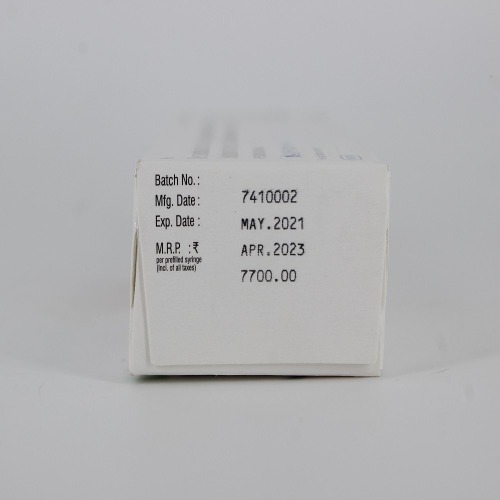 Batch No. :
Mfg. Date : 7410002
Exp. Date : MAY.2021
M.R.P. : ₹ APR.2023
per prefilled syringe
(incl. of all taxes) 7700.00